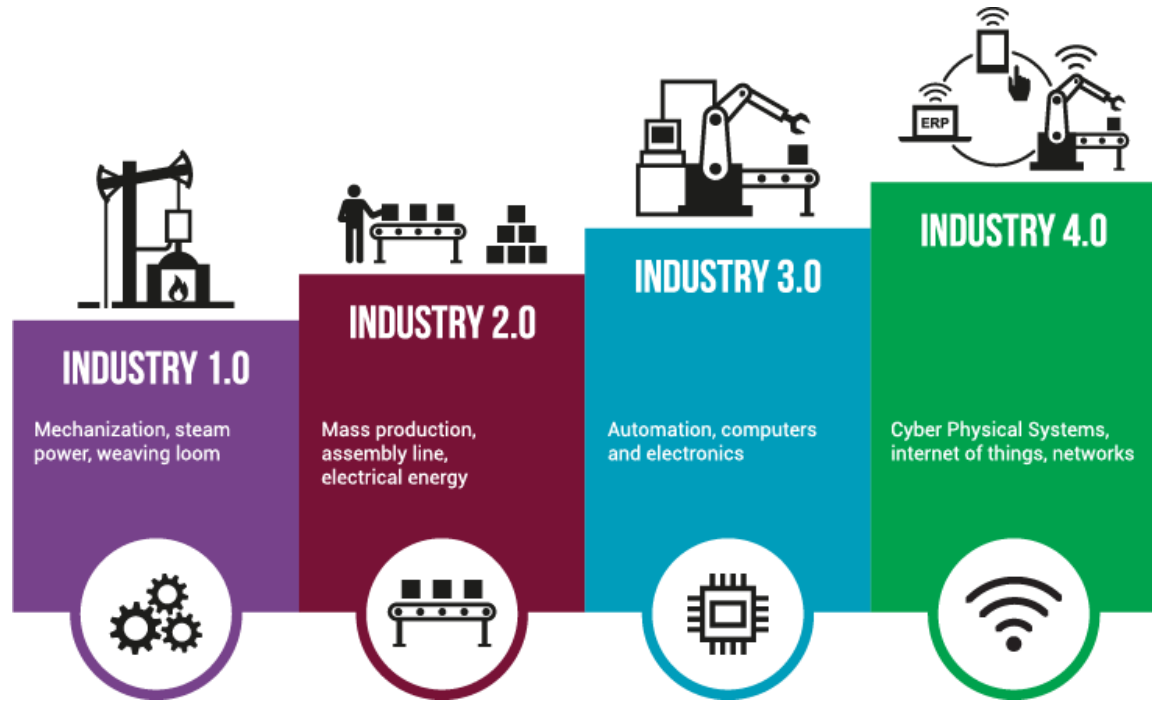 ERP
INDUSTRY 1.0
Mechanization, steam
power, weaving loom
INDUSTRY 2.0
Mass production,
assembly line,
electrical energy
INDUSTRY 3.0
Automation, computers
and electronics
INDUSTRY 4.0
Cyber Physical Systems,
internet of things, networks